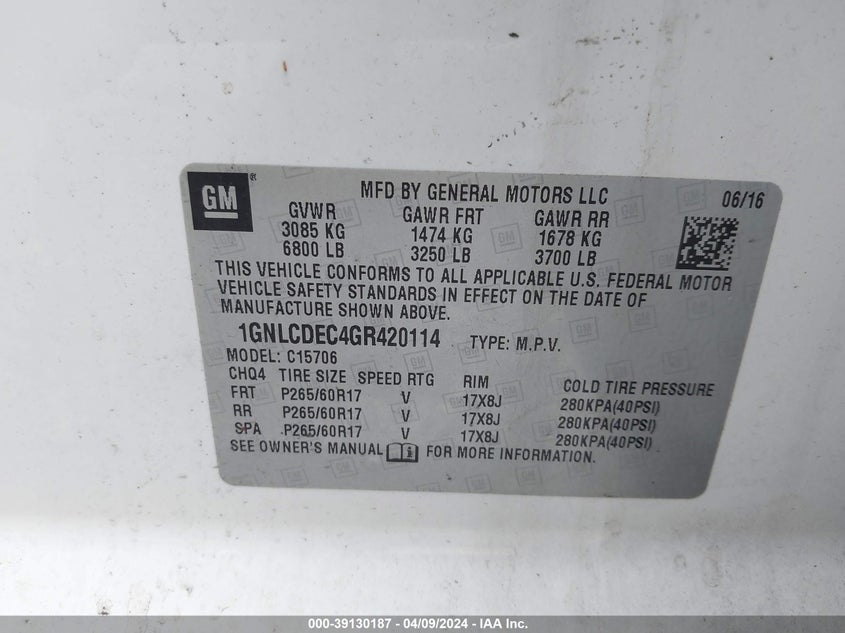 GM ®
MFD BY GENERAL MOTORS LLC 06/16
GVWR GAWR FRT GAWR RR
3085 KG 1474 KG 1678 KG
6800 LB 3250 LB 3700 LB
THIS VEHICLE CONFORMS TO ALL APPLICABLE U.S. FEDERAL MOTOR
VEHICLE SAFETY STANDARDS IN EFFECT ON THE DATE OF
MANUFACTURE SHOWN ABOVE.
1GNLCDEC4GR420114 TYPE: M.P.V.
MODEL: C15706
CHQ4 TIRE SIZE SPEED RTG RIM COLD TIRE PRESSURE
FRT P265/60R17 V 17X8J 280KPA(40PSI)
RR P265/60R17 V 17X8J 280KPA(40PSI)
SPA P265/60R17 V 17X8J 280KPA(40PSI)
SEE OWNER'S MANUAL FOR MORE INFORMATION.
000-39130187 - 04/09/2024 - IAA Inc.